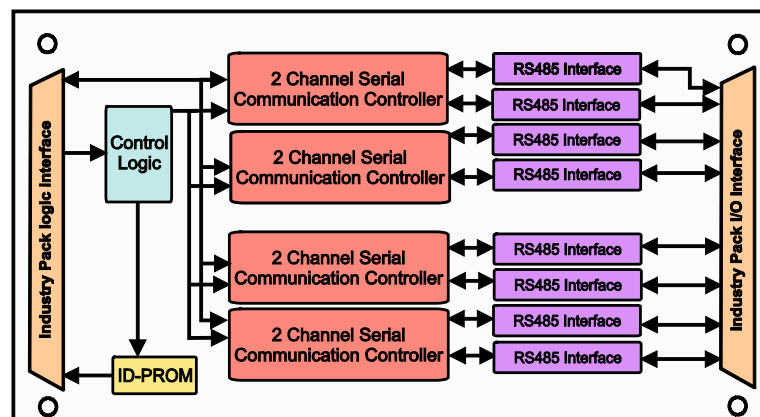 Industry Pack logic Interface
Control
Logic
ID-PROM
2 Channel Serial
Communication Controller
2 Channel Serial
Communication Controller
2 Channel Serial
Communication Controller
2 Channel Serial
Communication Controller
RS485 Interface
RS485 Interface
RS485 Interface
RS485 Interface
RS485 Interface
RS485 Interface
RS485 Interface
RS485 Interface
Industry Pack I/O Interface